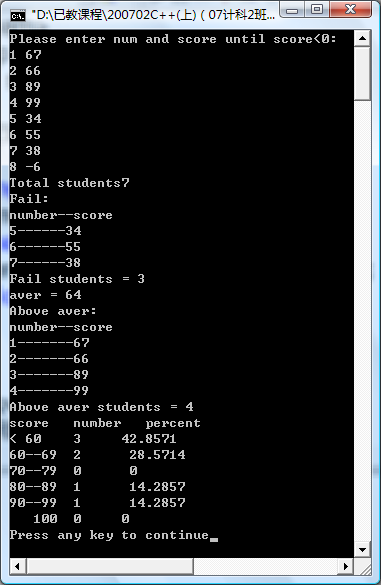 "D:\已教课程\200702C++(上)(07计科2班...
Please enter num and score until score<0:
1 67
2 66
3 89
4 99
5 34
6 55
7 38
8 -6
Total students7
Fail:
number--score
5------34
6------55
7------38
Fail students = 3
aver = 64
Above aver:
number--score
1-------67
2-------66
3-------89
4-------99
Above aver students = 4
score   number   percent
< 60    3     42.8571
60--69  2      28.5714
70--79  0      0
80--89  1      14.2857
90--99  1      14.2857
   100  0     0
Press any key to continue_